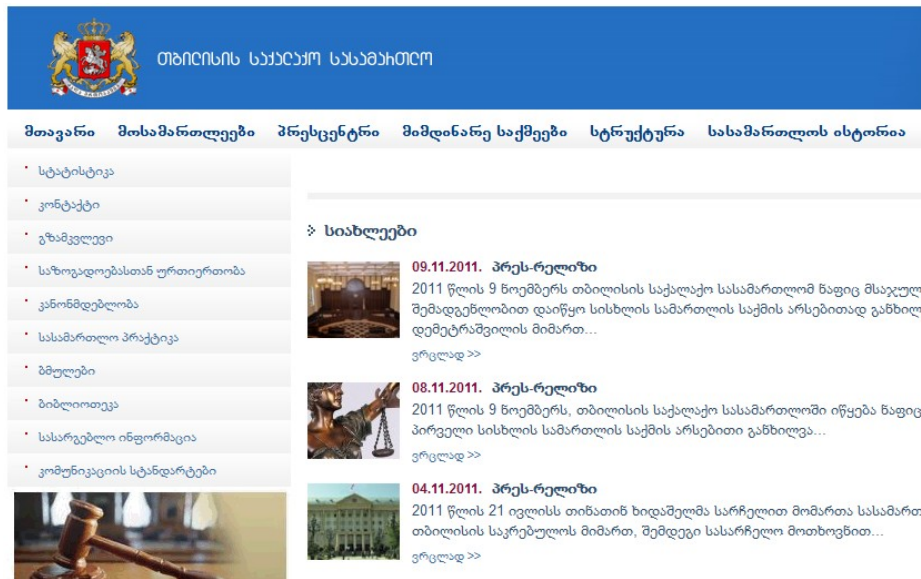 თბილისის საქალაქო სასამართლო
მთავარი მოსამართლეები პრესცენტრი მიმდინარე საქმეები სტრუქტურა სასამართლოს ისტორია
სტატისტიკა
კონტაქტი
გზამკვლევი
საზოგადოებასთან ურთიერთობა
კანონმდებლობა
სასამართლო პრაქტიკა
ბმულები
ბიბლიოთეკა
სასარგებლო ინფორმაცია
კომუნიკაციის სტანდარტები
სიახლეები
09.11.2011. პრეს-რელიზი
2011 წლის 9 ნოემბერს თბილისის საქალაქო სასამართლომ ნაფიც მსაჯულ
შემადგენლობით დაიწყო სისხლის სამართლის საქმის არსებითად განხილ
დემეტრაშვილის მიმართ...
ვრცლად >>
08.11.2011. პრეს-რელიზი
2011 წლის 9 ნოემბერს, თბილისის საქალაქო სასამართლოში იწყება ნაფიც
პირველი სისხლის სამართლის საქმის არსებითი განხილვა...
ვრცლად >>
04.11.2011. პრეს-რელიზი
2011 წლის 21 ივლისს თინათინ ხიდაშელმა სარჩელით მომართა სასამართ
თბილისის საკრებულოს მიმართ, შემდეგი სასარჩელო მოთხოვნით...
ვრცლად >>